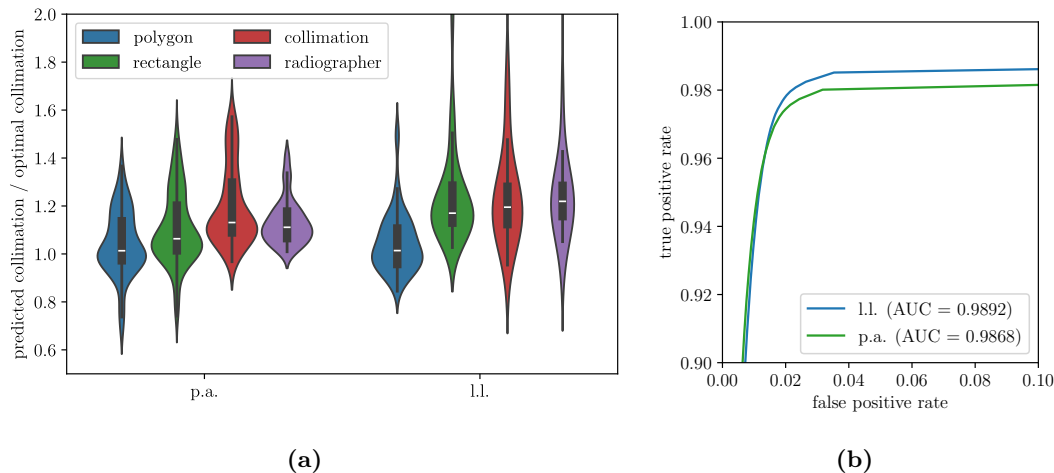 predicted collimation / optimal collimation
2.0
1.8
1.6
1.4
1.2
1.0
0.8
0.6
polygon
rectangle
collimation
radiographer
p.a.
l.l.
(a)
true positive rate
1.00
0.98
0.96
0.94
0.92
0.90
l.l. (AUC = 0.9892)
p.a. (AUC = 0.9868)
0.00 0.02 0.04 0.06 0.08 0.10
false positive rate
(b)